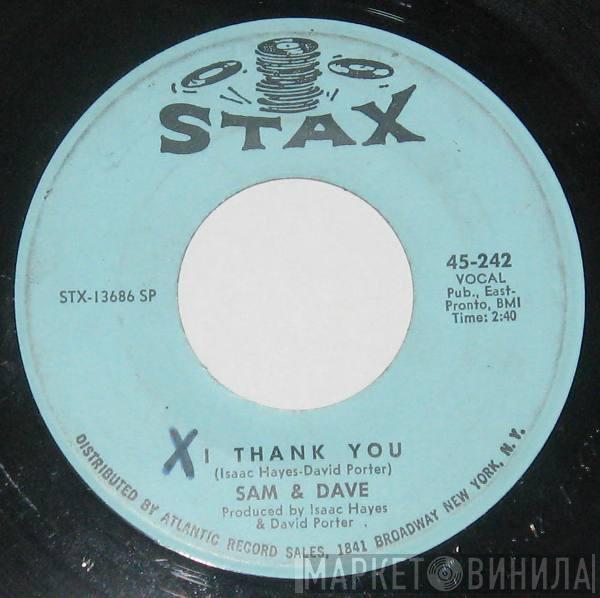 STAX
STX-13686 SP
45-242
VOCAL
Pub., East-
Pronto, BMI
Time: 2:40
X
I THANK YOU
(Isaac Hayes-David Porter)
SAM & DAVE
Produced by Isaac Hayes
& David Porter
DISTRIBUTED BY ATLANTIC RECORD SALES, 1841 BROADWAY NEW YORK, N. Y.
МАРКЕТ ВИНИЛА